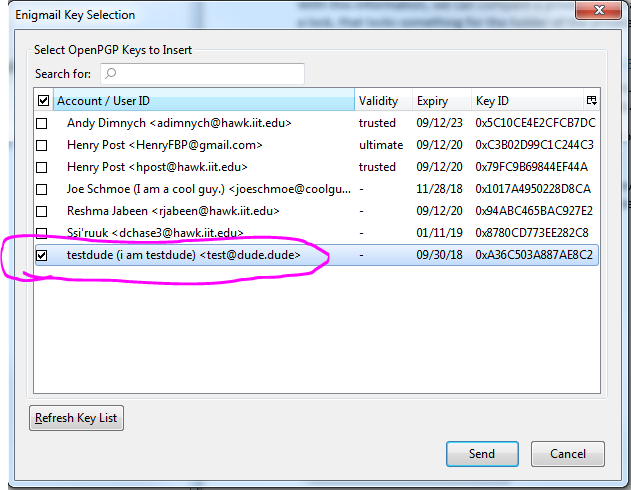 Enigmail Key Selection
Select OpenPGP Keys to Insert
Search for:
Account / User ID Validity Expiry Key ID
Andy Dimnych <adimnych@hawk.iit.edu> trusted 09/12/23 0x5C10CE4E2CFCB7DC
Henry Post <HenryFBP@gmail.com> ultimate 09/12/20 0xC3B02D99C1C244C3
Henry Post <hpost@hawk.iit.edu> trusted 09/12/20 0x79FC9B69844EF44A
Joe Schmoe (I am a cool guy.) <joeschmoe@coolgu... - 11/28/18 0x1017A4950228D8CA
Reshma Jabeen <rjabeen@hawk.iit.edu> - 09/12/20 0x94ABC465BAC927E2
Ssi'ruuk <dchase3@hawk.iit.edu> - 01/11/19 0x8780CD773EE282C8
testdude (i am testdude) <test@dude.dude> - 09/30/18 0xA36C503A887AE8C2
Refresh Key List
Send Cancel